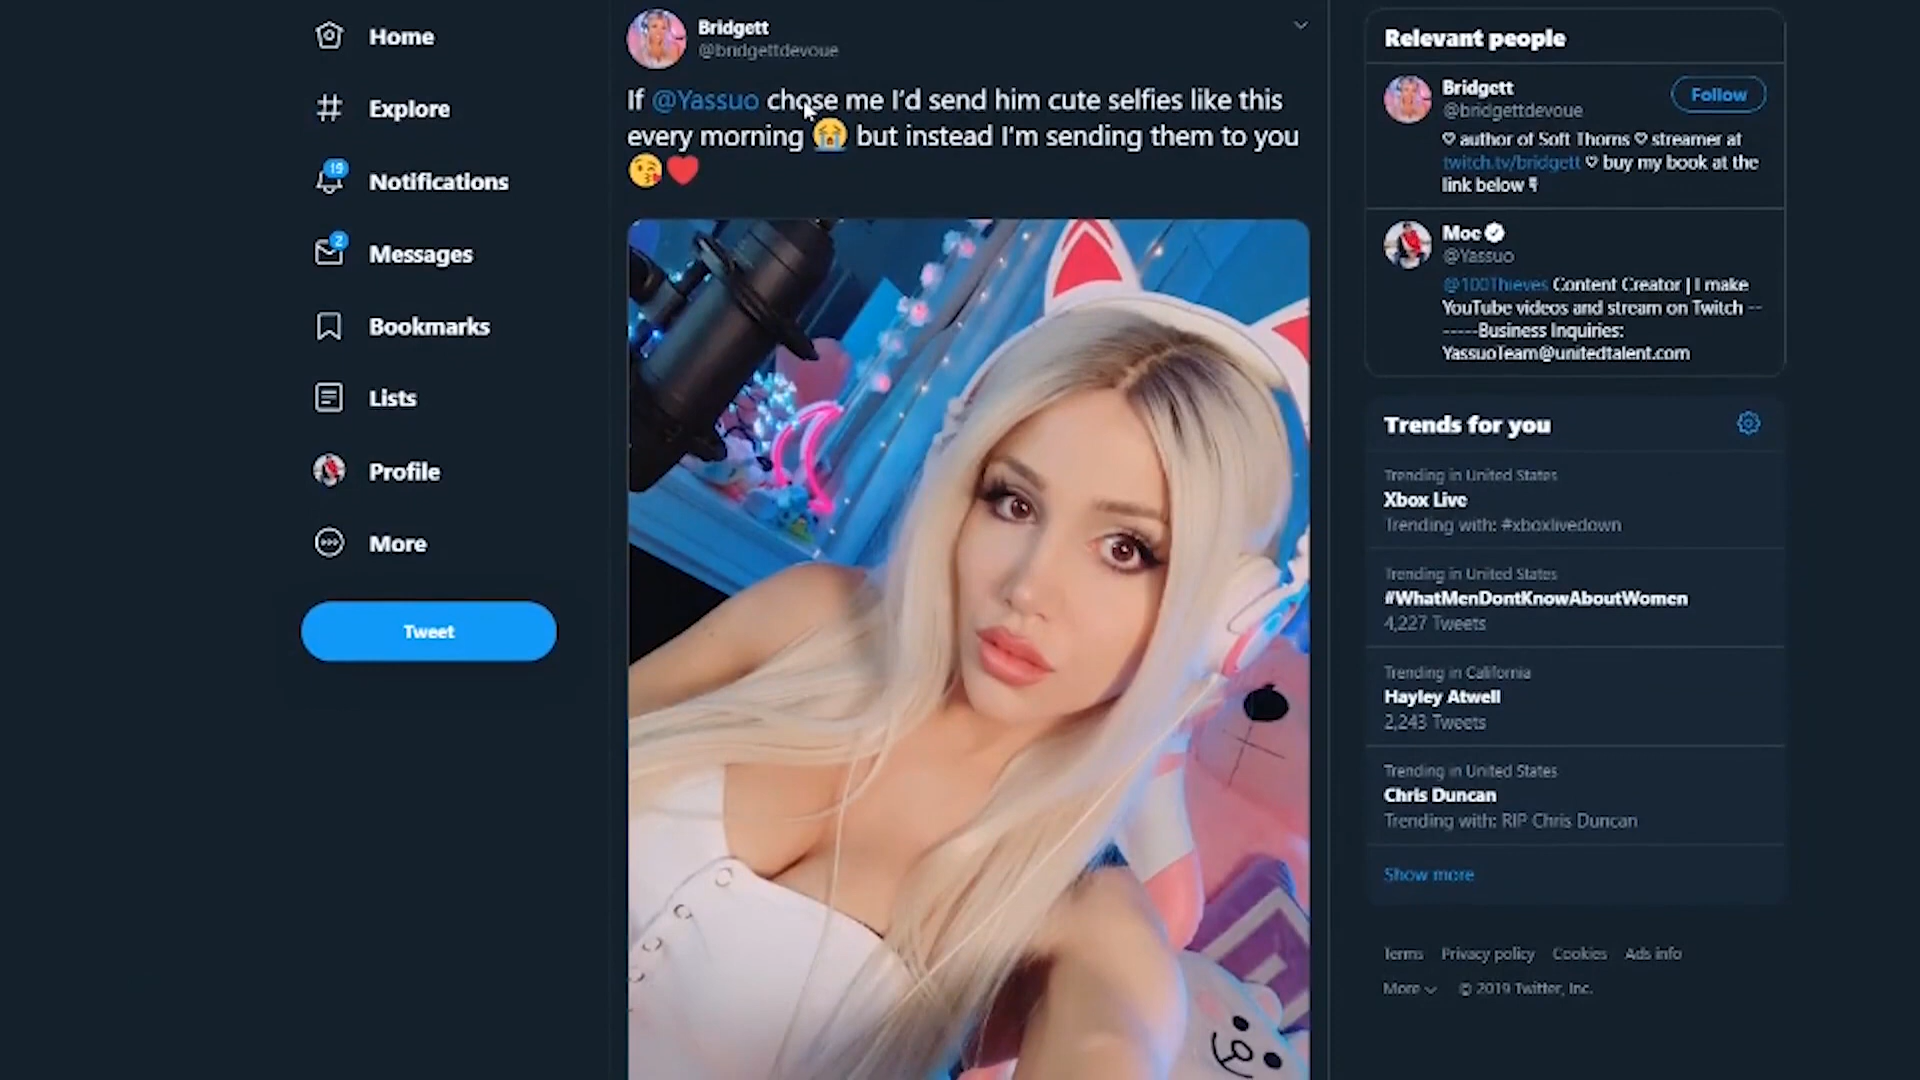 Home
Explore
19
Notifications
2
Messages
Bookmarks
Lists
Profile
More
Tweet
Bridgett
@bridgettdevoue
If @Yassuo chose me I'd send him cute selfies like this
every morning 😭 but instead I'm sending them to you
😘❤️
Relevant people
Bridgett
@bridgettdevoue
Follow
♡ author of Soft Thorns ♡ streamer at
twitch.tv/bridgett ♡ buy my book at the
link below
Moe
@Yassuo
@100Thieves Content Creator | I make
YouTube videos and stream on Twitch --
-----Business Inquiries:
YassuoTeam@unitedtalent.com
Trends for you
Trending in United States
Xbox Live
Trending with: #xboxlivedown
Trending in United States
#WhatMenDontKnowAboutWomen
4,227 Tweets
Trending in California
Hayley Atwell
2,243 Tweets
Trending in United States
Chris Duncan
Trending with: RIP Chris Duncan
Show more
Terms Privacy policy Cookies Ads info
More © 2019 Twitter, Inc.